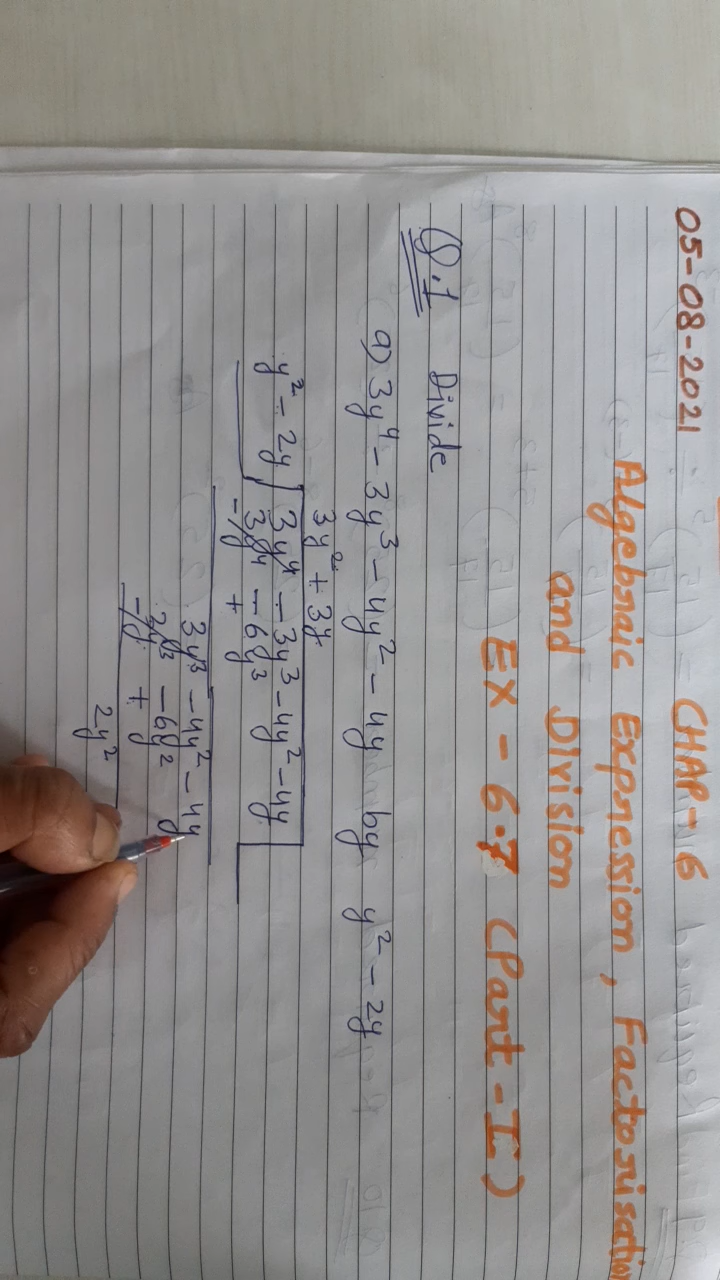 05-08-2021 CHAP-6
Algebraic Expression, Factorisation
and Division
EX-6.7 (Part-I)
Q.1 Divide
a) 3y⁴ - 3y³ - 4y² - 4y by y² - 2y
3y² + 3y
y² - 2y 3y⁴ - 3y³ - 4y² - 4y
3y⁴ - 6y³
- +
3y³ - 4y² - 4y
3y³ - 6y²
- +
2y²